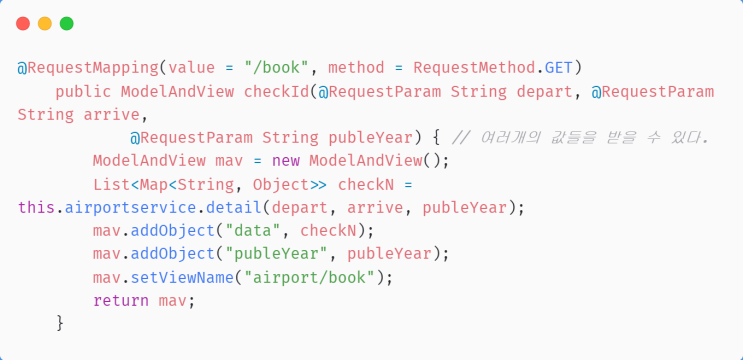 @RequestMapping(value = "/book", method = RequestMethod.GET)
    public ModelAndView checkId(@RequestParam String depart, @RequestParam
String arrive,
            @RequestParam String publeYear) { // 여러개의 값들을 받을 수 있다.
        ModelAndView mav = new ModelAndView();
        List<Map<String, Object>> checkN =
this.airportservice.detail(depart, arrive, publeYear);
        mav.addObject("data", checkN);
        mav.addObject("publeYear", publeYear);
        mav.setViewName("airport/book");
        return mav;
    }